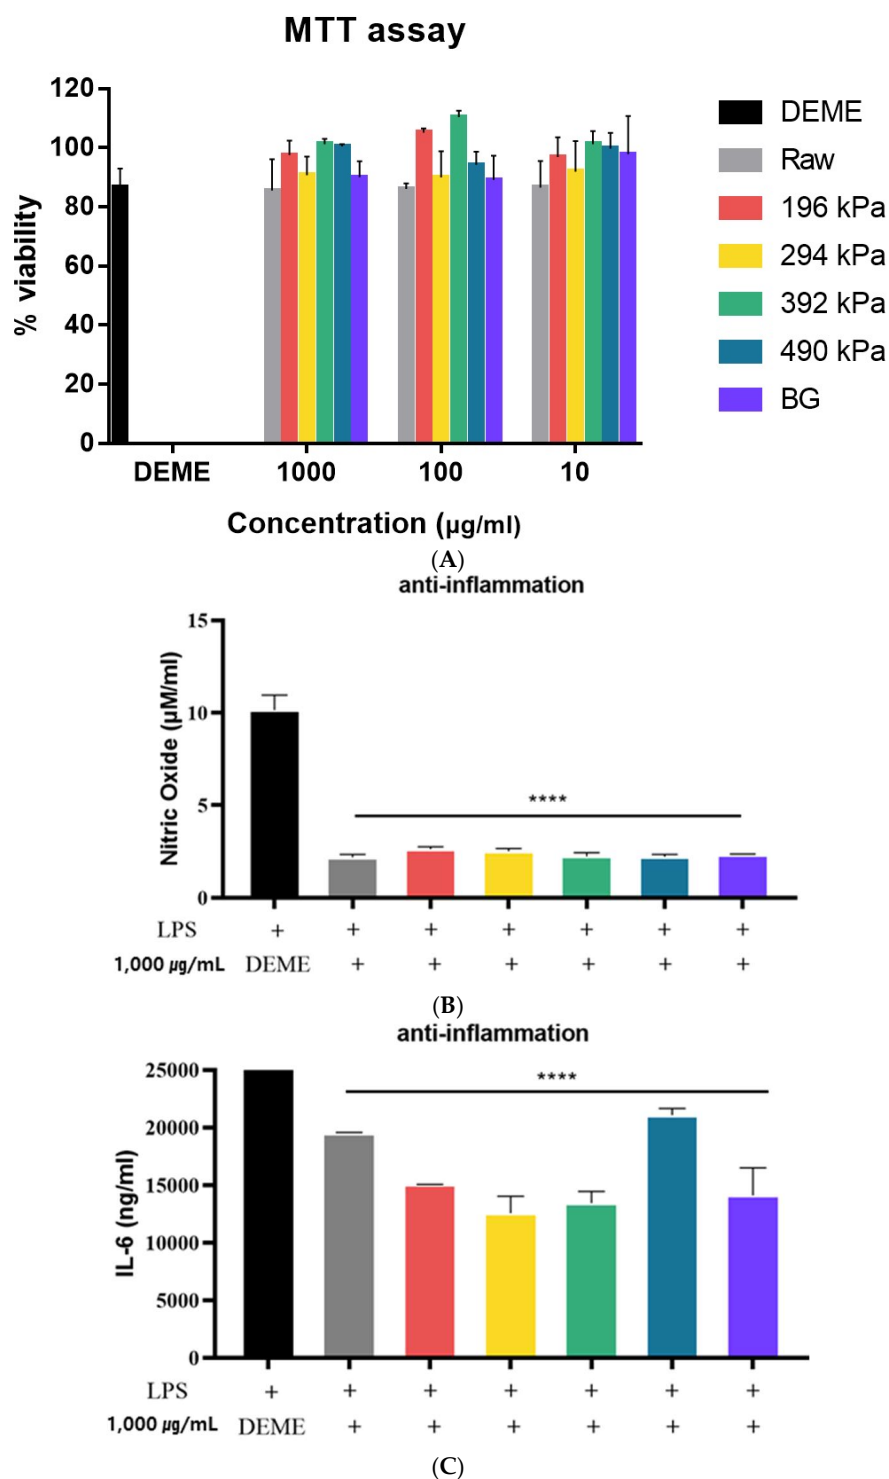 MTT assay
120
100
80
60
40
20
0
% viability
DEME 1000 100 10
Concentration (µg/ml)
DEME
Raw
196 kPa
294 kPa
392 kPa
490 kPa
BG
(A)
anti-inflammation
15
10
5
0
Nitric Oxide (µM/ml)
****
LPS + + + + + + +
1,000 ㎍/mL DEME + + + + + +
(B)
anti-inflammation
25000
20000
15000
10000
5000
0
IL-6 (ng/ml)
****
LPS + + + + + + +
1,000 ㎍/mL DEME + + + + + +
(C)